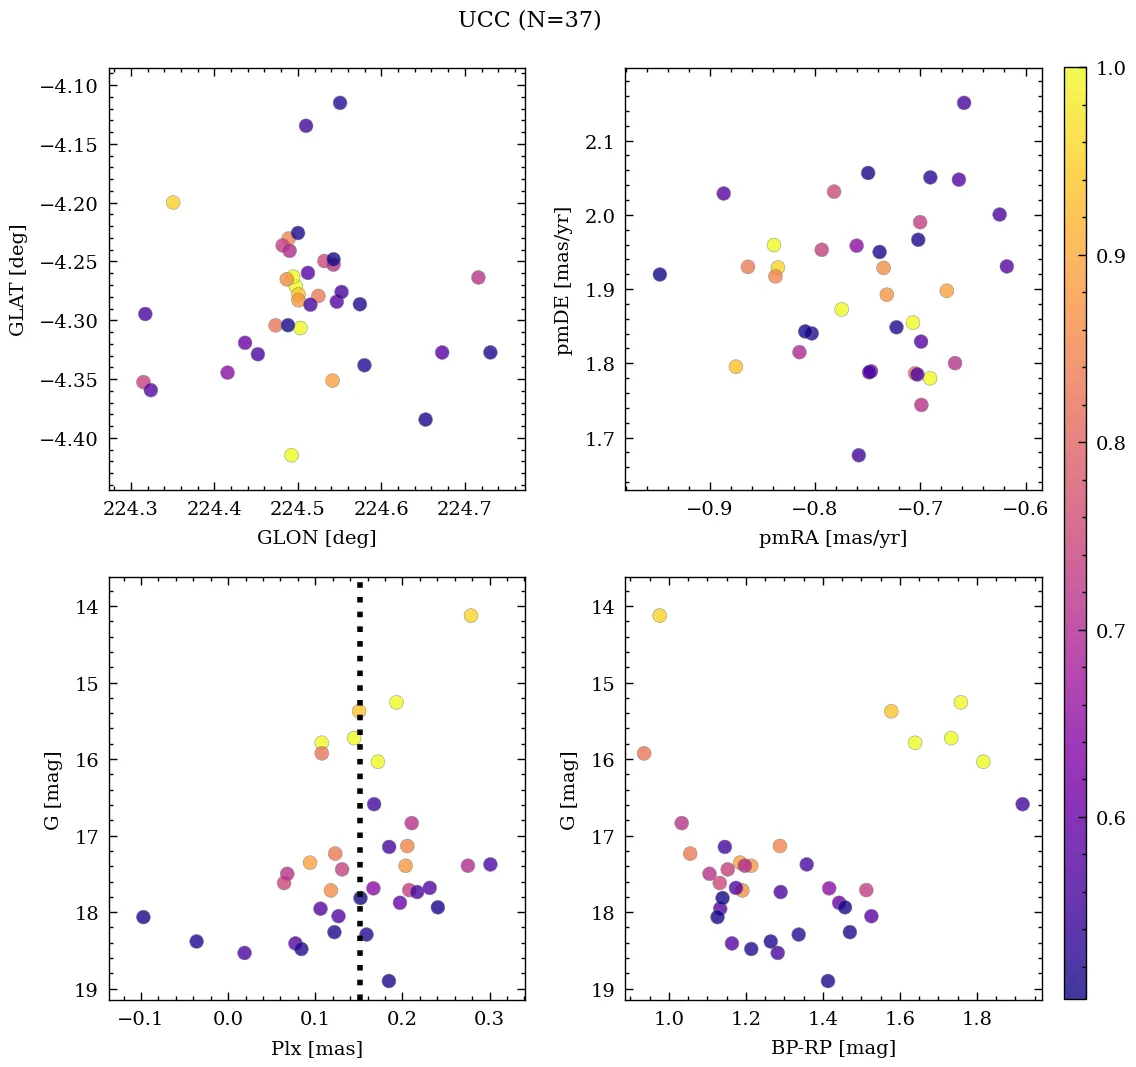 UCC (N=37)
−4.10
−4.15
−4.20
−4.25
−4.30
−4.35
−4.40
GLAT [deg]
224.3 224.4 224.5 224.6 224.7
GLON [deg]
2.1
2.0
1.9
1.8
1.7
pmDE [mas/yr]
−0.9 −0.8 −0.7 −0.6
pmRA [mas/yr]
14
15
16
17
18
19
G [mag]
−0.1 0.0 0.1 0.2 0.3
Plx [mas]
14
15
16
17
18
19
G [mag]
1.0 1.2 1.4 1.6 1.8
BP-RP [mag]
1.0
0.9
0.8
0.7
0.6